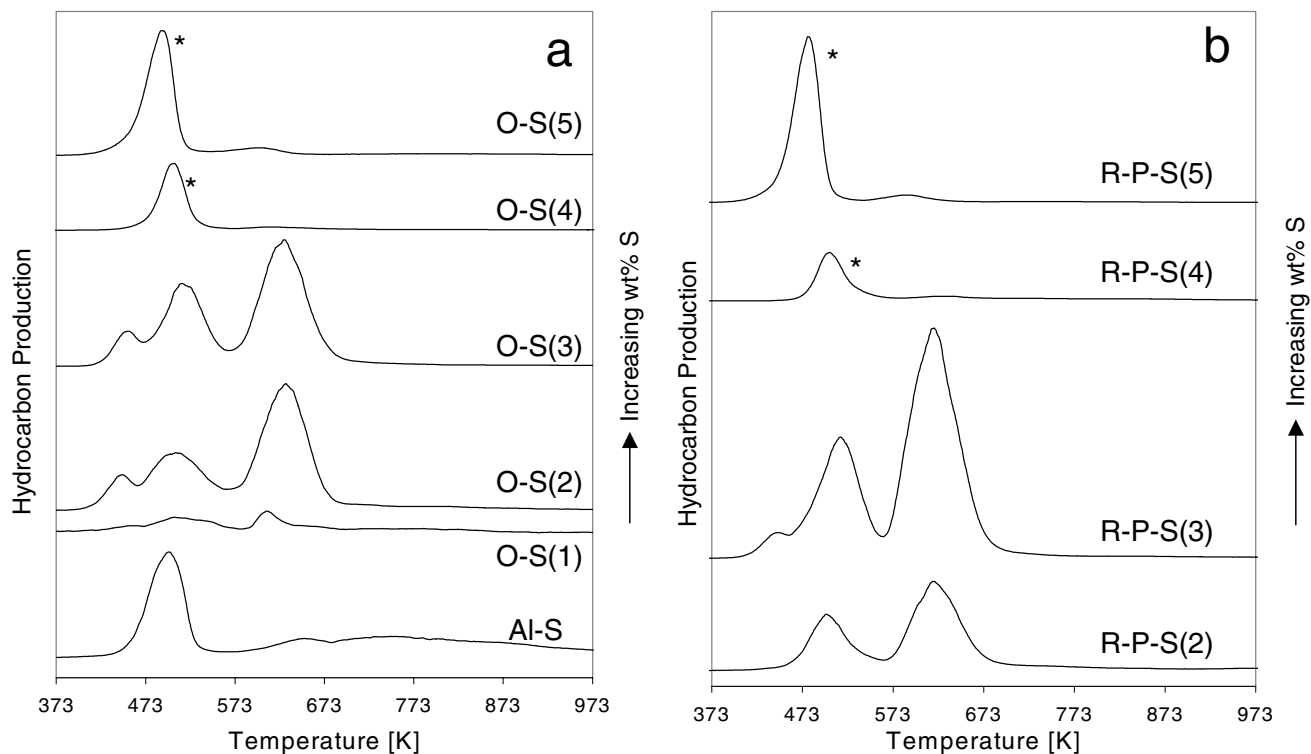 a
*
O-S(5)
*
O-S(4)
O-S(3)
O-S(2)
O-S(1)
Al-S
Hydrocarbon Production
Increasing wt% S
373 473 573 673 773 873 973
Temperature [K]
b
*
R-P-S(5)
R-P-S(4)
*
R-P-S(3)
R-P-S(2)
Hydrocarbon Production
Increasing wt% S
373 473 573 673 773 873 973
Temperature [K]